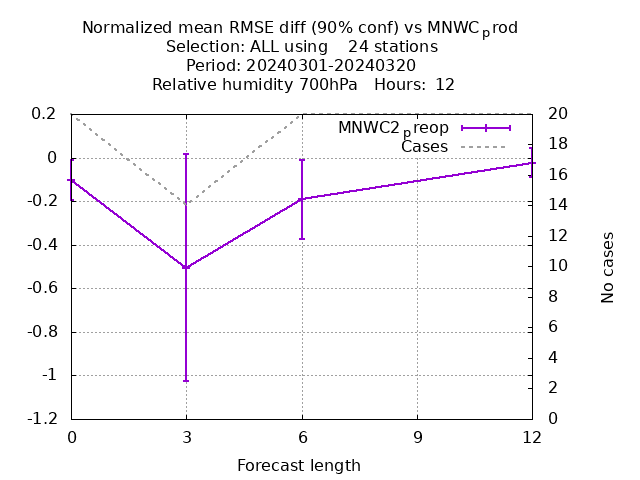 Normalized mean RMSE diff (90% conf) vs MNWCprod
Selection: ALL using 24 stations
Period: 20240301-20240320
Relative humidity 700hPa Hours: 12
MNWC2preop
Cases
0.2
0
-0.2
-0.4
-0.6
-0.8
-1
-1.2
20
18
16
14
12
10
8
6
4
2
0
No cases
0 3 6 9 12
Forecast length